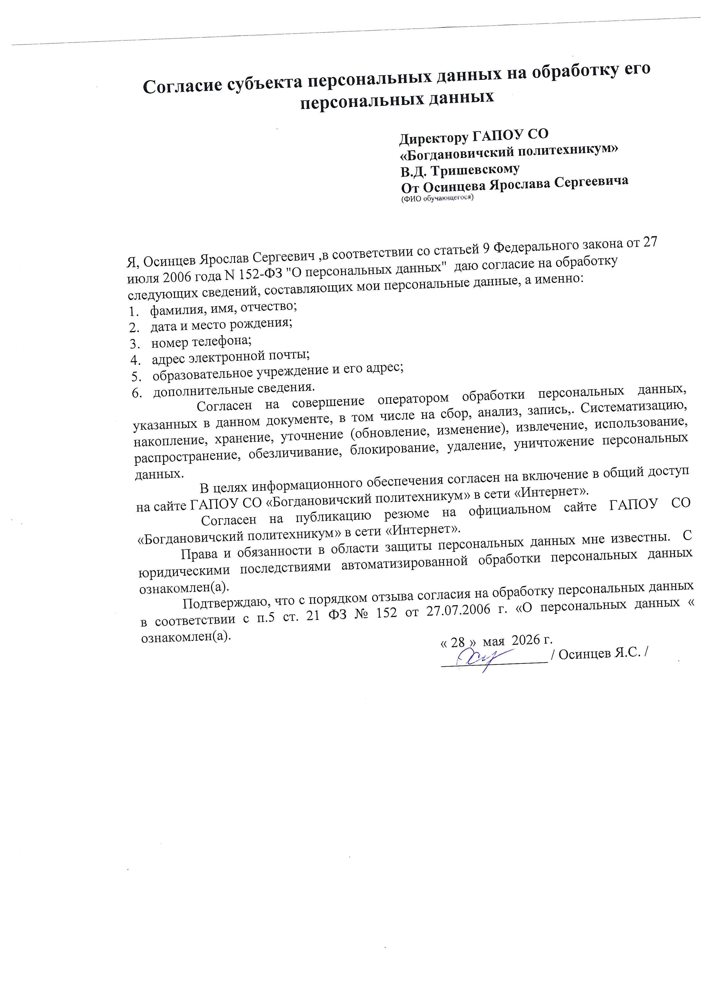 Согласие субъекта персональных данных на обработку его
персональных данных
Директору ГАПОУ СО
«Богдановичский политехникум»
В.Д. Тришевскому
От Осинцева Ярослава Сергеевича
(ФИО обучающегося)
Я, Осинцев Ярослав Сергеевич ,в соответствии со статьей 9 Федерального закона от 27
июля 2006 года N 152-ФЗ "О персональных данных"  даю согласие на обработку
следующих сведений, составляющих мои персональные данные, а именно:
1. фамилия, имя, отчество;
2. дата и место рождения;
3. номер телефона;
4. адрес электронной почты;
5. образовательное учреждение и его адрес;
6. дополнительные сведения.
Согласен на совершение оператором обработки персональных данных,
указанных в данном документе, в том числе на сбор, анализ, запись,. Систематизацию,
накопление, хранение, уточнение (обновление, изменение), извлечение, использование,
распространение, обезличивание, блокирование, удаление, уничтожение персональных
данных.
В целях информационного обеспечения согласен на включение в общий доступ
на сайте ГАПОУ СО «Богдановичский политехникум» в сети «Интернет».
Согласен на публикацию резюме на официальном сайте ГАПОУ СО
«Богдановичский политехникум» в сети «Интернет».
Права и обязанности в области защиты персональных данных мне известны.  С
юридическими последствиями автоматизированной обработки персональных данных
ознакомлен(а).
Подтверждаю, что с порядком отзыва согласия на обработку персональных данных
в соответствии с п.5 ст. 21 ФЗ № 152 от 27.07.2006 г. «О персональных данных «
ознакомлен(а).
« 28 »  мая  2026 г.
/ Осинцев Я.С. /